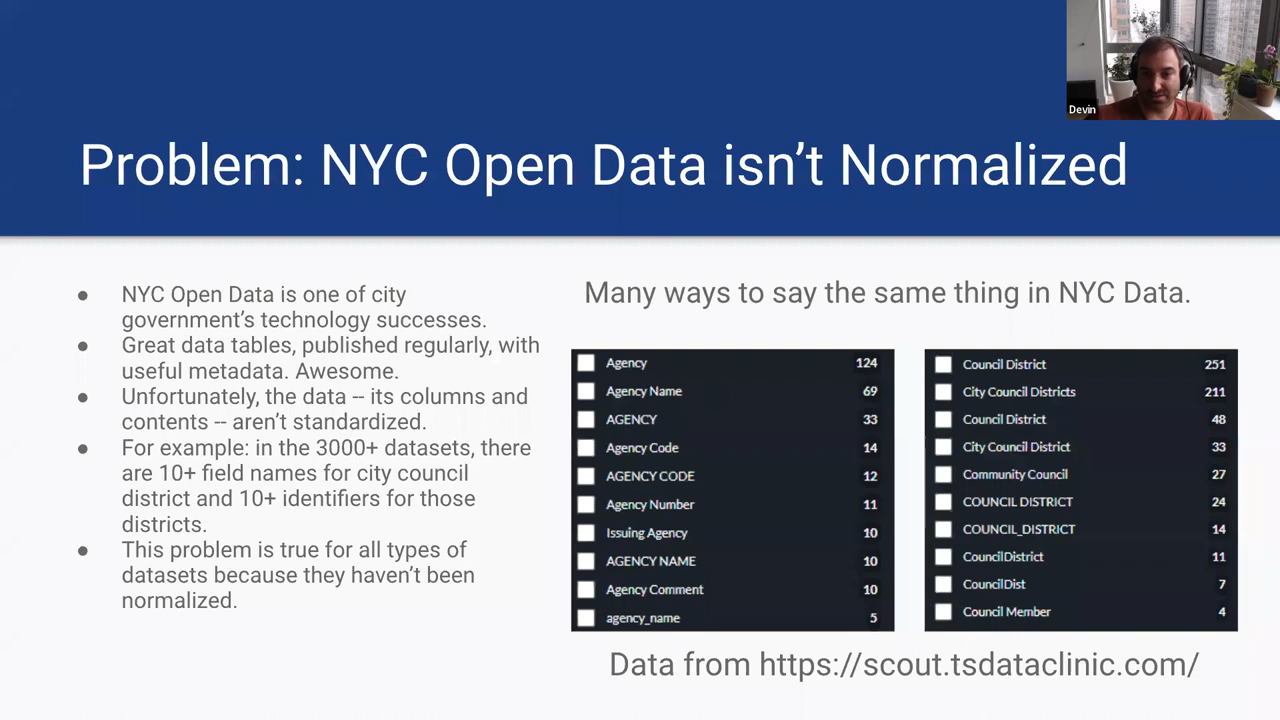 Devin
Problem: NYC Open Data isn’t Normalized
● NYC Open Data is one of city
government’s technology successes.
● Great data tables, published regularly, with
useful metadata. Awesome.
● Unfortunately, the data -- its columns and
contents -- aren’t standardized.
● For example: in the 3000+ datasets, there
are 10+ field names for city council
district and 10+ identifiers for those
districts.
● This problem is true for all types of
datasets because they haven’t been
normalized.
Many ways to say the same thing in NYC Data.
Agency 124
Agency Name 69
AGENCY 33
Agency Code 14
AGENCY CODE 12
Agency Number 11
Issuing Agency 10
AGENCY NAME 10
Agency Comment 10
agency_name 5
Council District 251
City Council Districts 211
Council District 48
City Council District 33
Community Council 27
COUNCIL DISTRICT 24
COUNCIL_DISTRICT 14
CouncilDistrict 11
CouncilDist 7
Council Member 4
Data from https://scout.tsdataclinic.com/